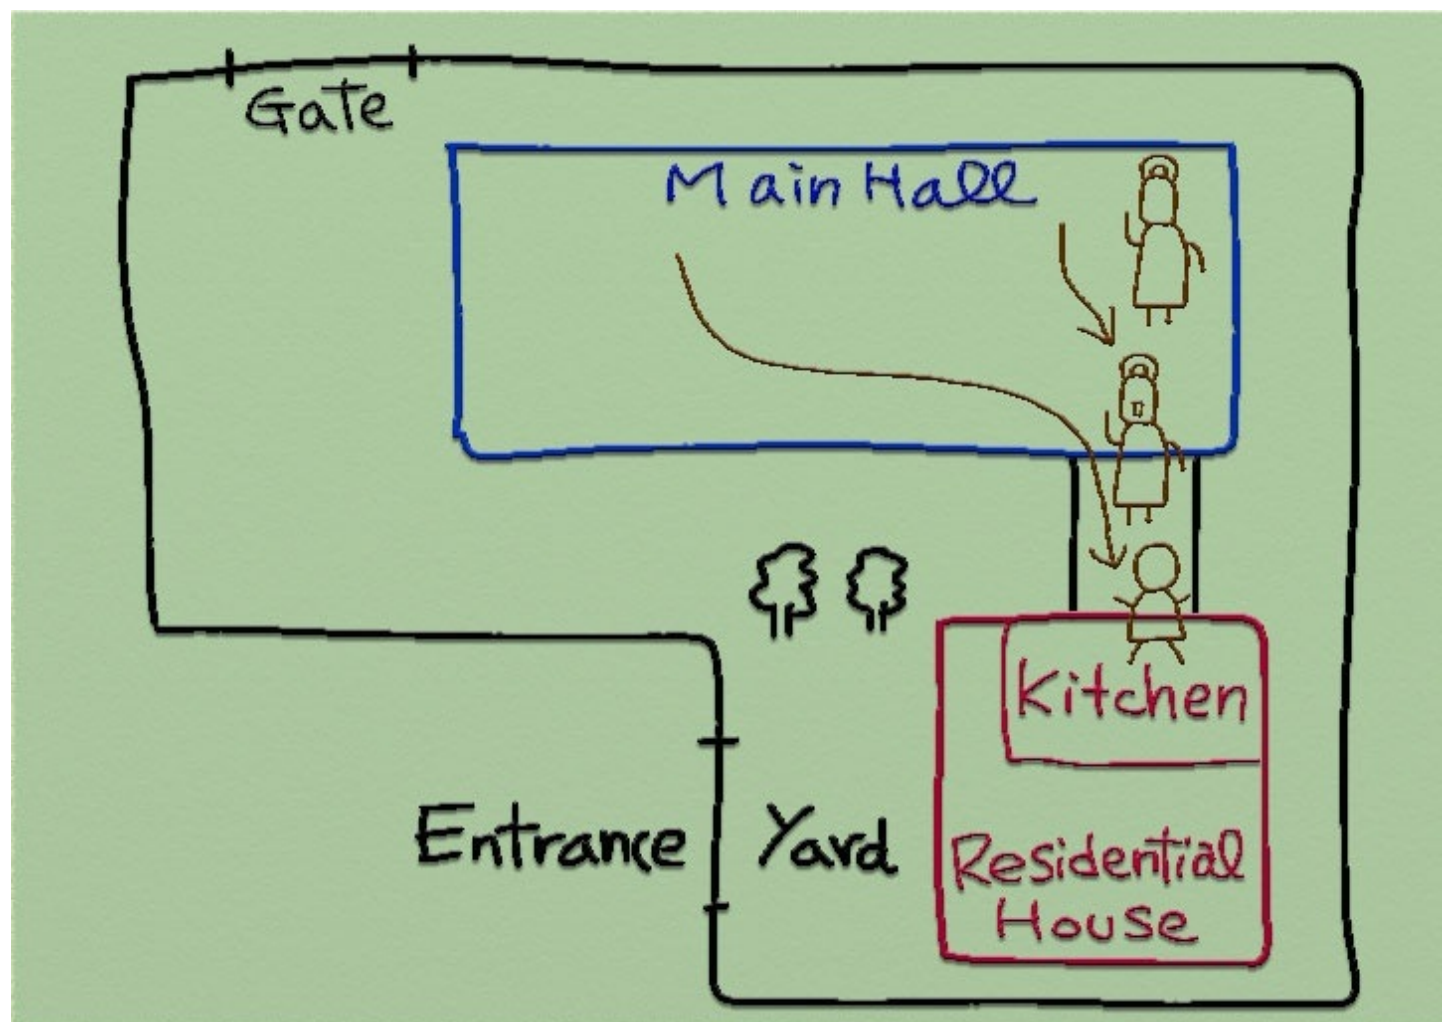 Gate
Main Hall
Kitchen
Entrance
Yard
Residential
House